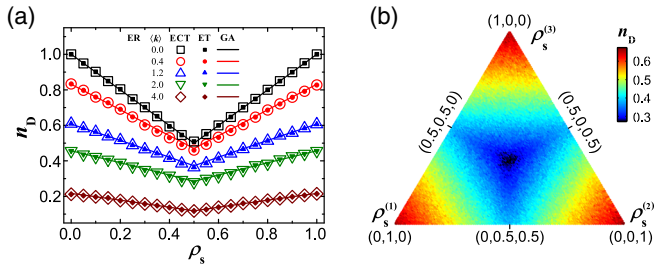 (a)
ER ⟨k⟩ ECT ET GA
0.0
0.4
1.2
2.0
4.0
n_D
1.0
0.8
0.6
0.4
0.2
0.0 0.2 0.4 0.6 0.8 1.0
ρ_s
(b)
(1,0,0)
ρ_s^(3)
n_D
0.6
0.5
0.4
0.3
(0.5,0.5,0)
(0.5,0,0.5)
ρ_s^(1)
ρ_s^(2)
(0,1,0)
(0,0.5,0.5)
(0,0,1)